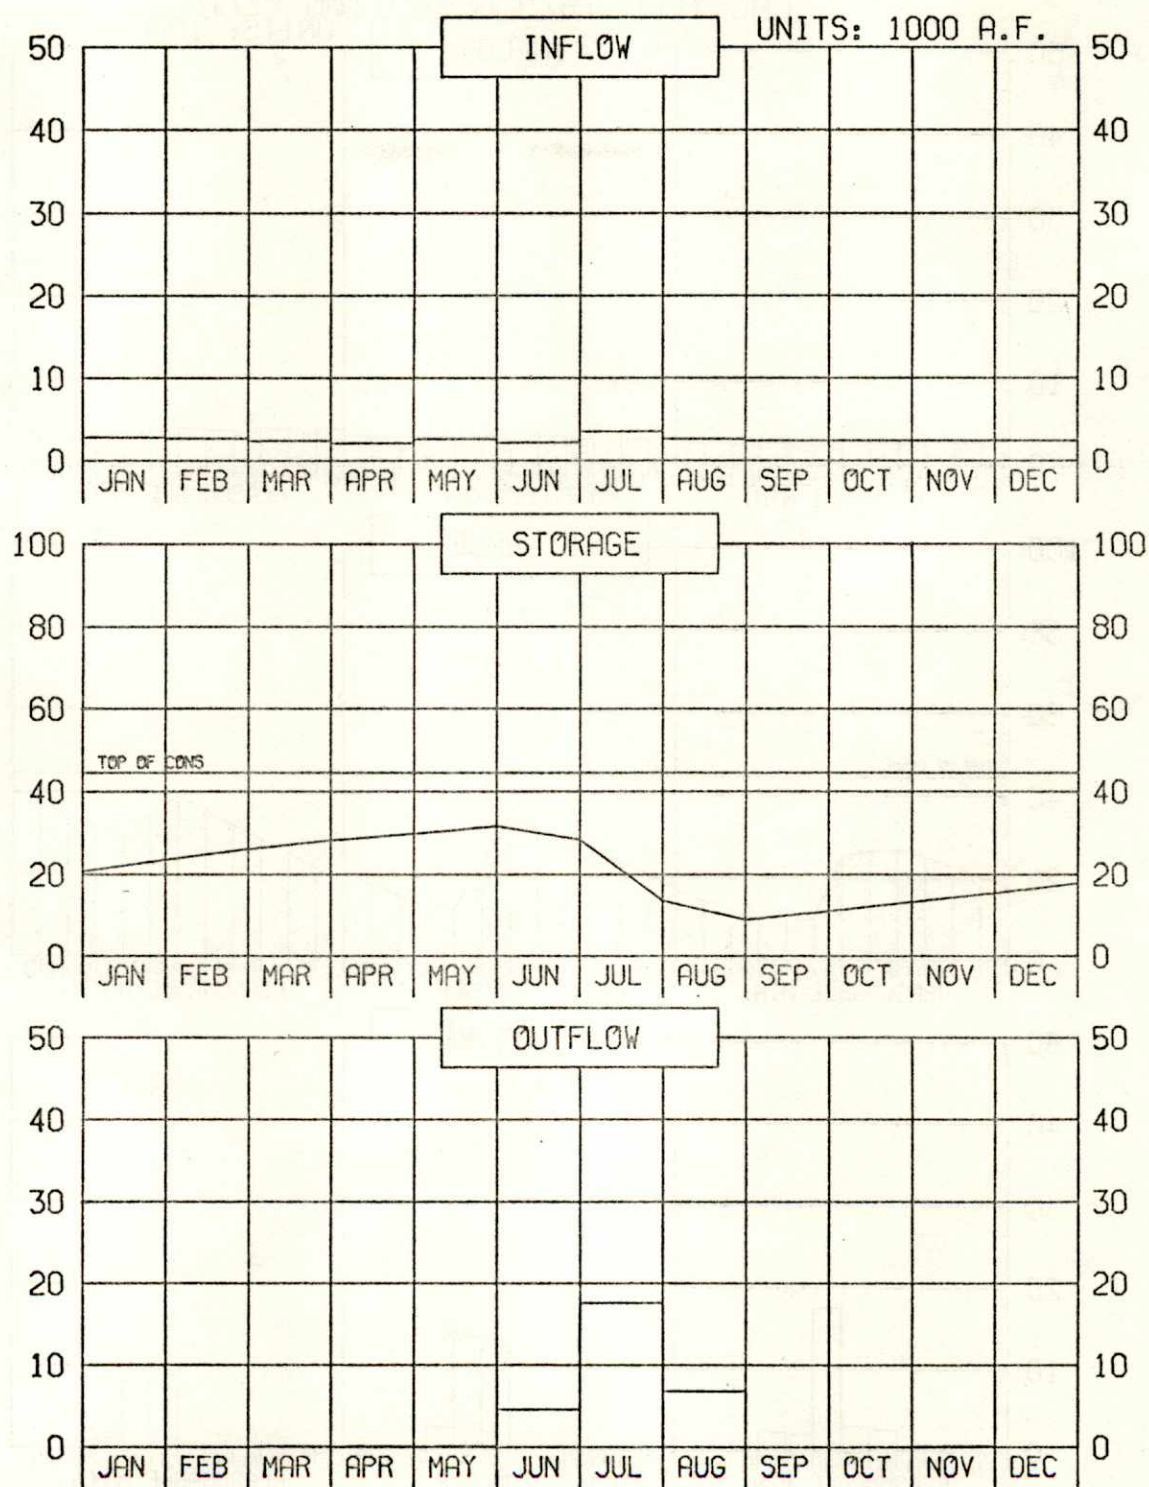 INFLOW
UNITS: 1000 A.F.
50 50
40 40
30 30
20 20
10 10
0 0
JAN FEB MAR APR MAY JUN JUL AUG SEP OCT NOV DEC
STORAGE
100 100
80 80
60 60
TOP OF CONS
40 40
20 20
0 0
JAN FEB MAR APR MAY JUN JUL AUG SEP OCT NOV DEC
OUTFLOW
50 50
40 40
30 30
20 20
10 10
0 0
JAN FEB MAR APR MAY JUN JUL AUG SEP OCT NOV DEC